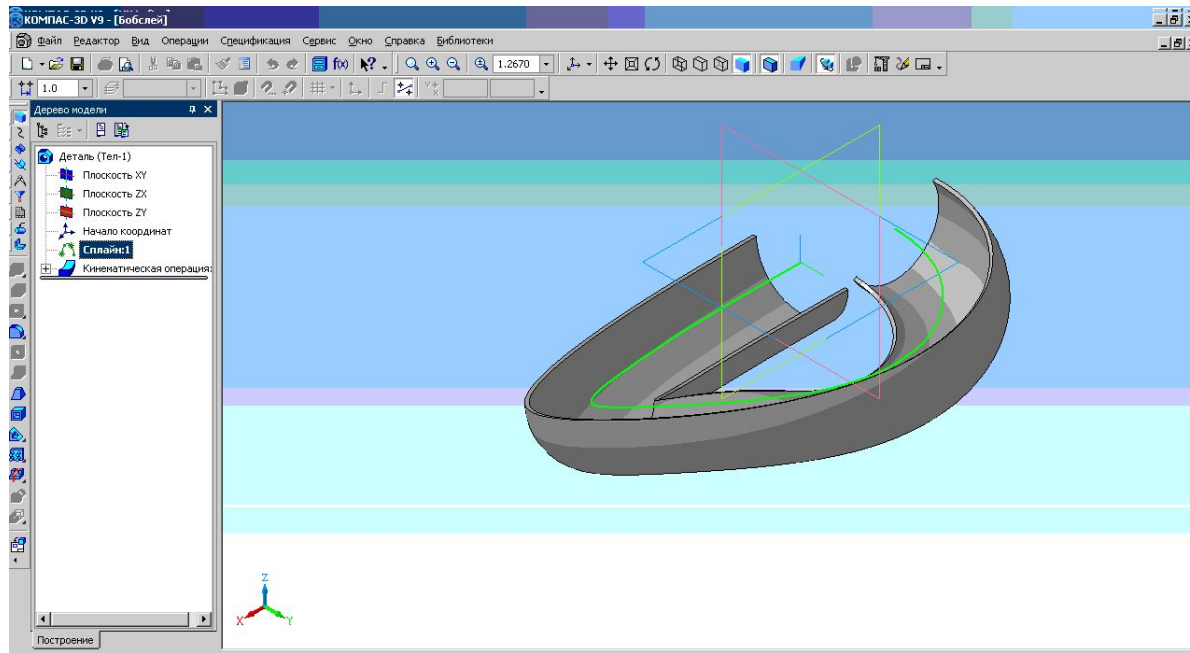 КОМПАС-3D V9 - [Бобслей]
Файл Редактор Вид Операции Спецификация Сервис Окно Справка Библиотеки
f(x) 1.2670
1.0
Дерево модели
Деталь (Тел-1)
Плоскость XY
Плоскость ZX
Плоскость ZY
Начало координат
Сплайн:1
Кинематическая операция:
Z
X Y
Построение